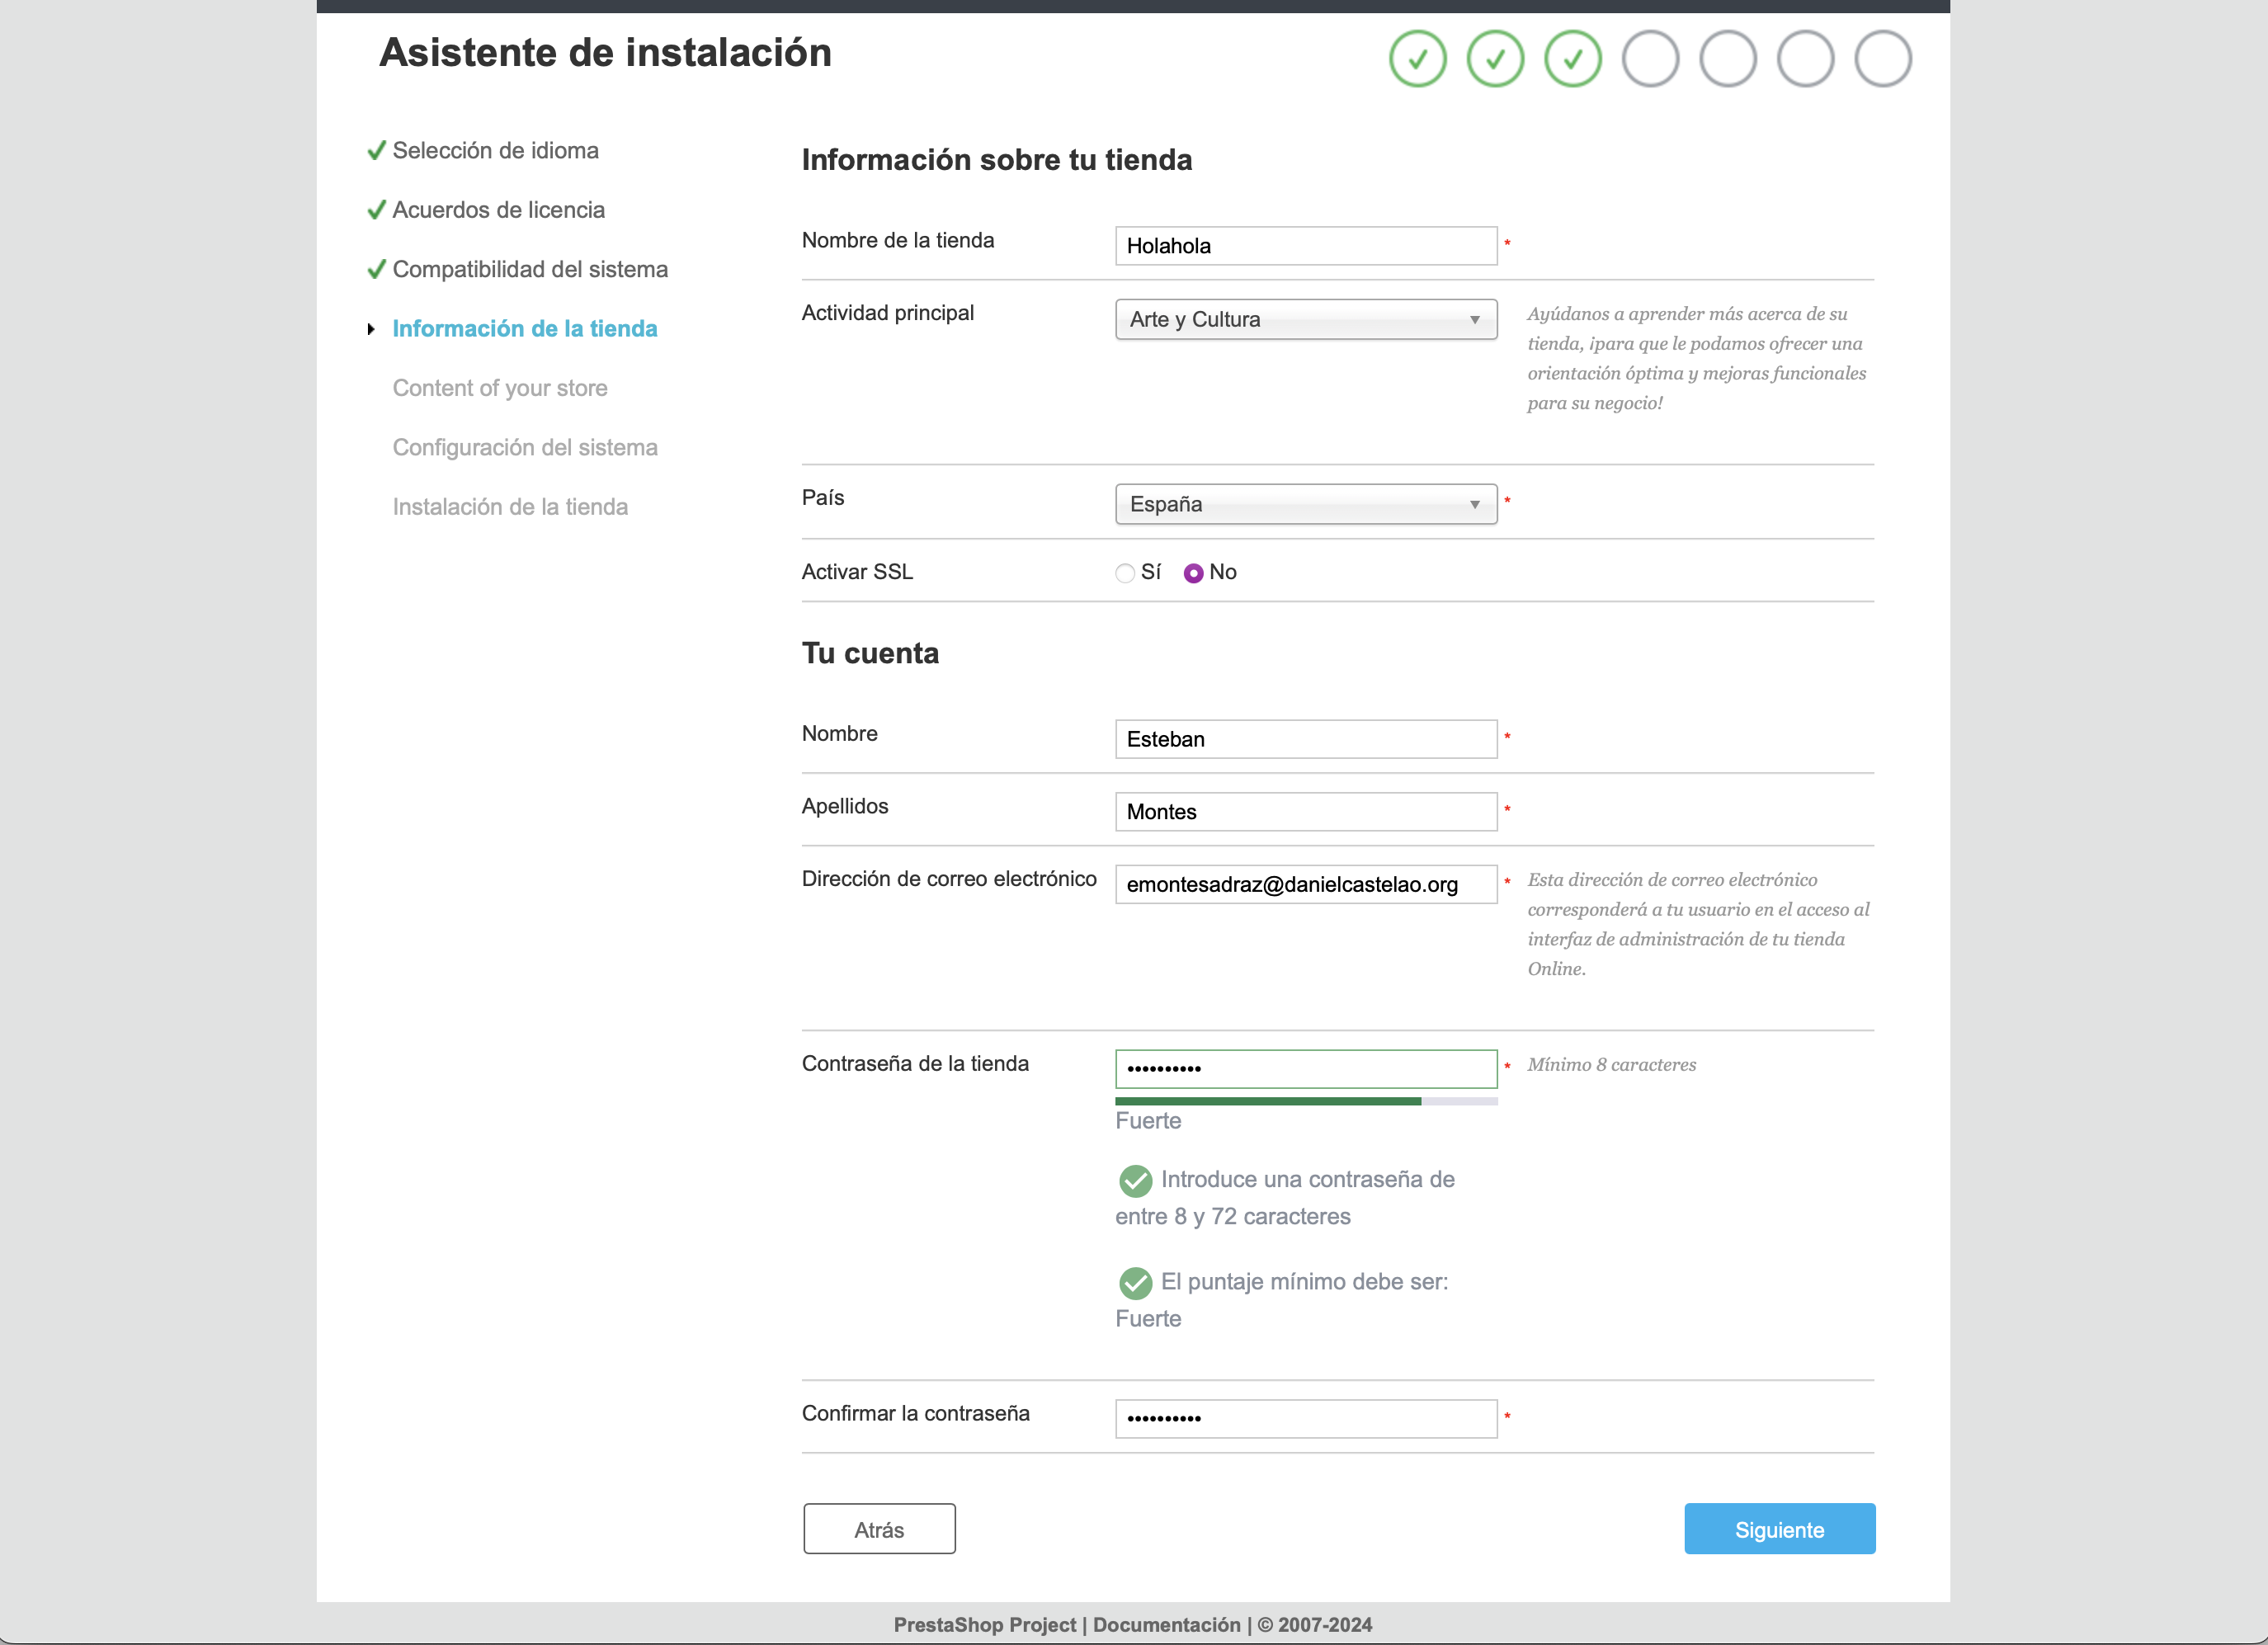 Asistente de instalación
Selección de idioma
Acuerdos de licencia
Compatibilidad del sistema
Información de la tienda
Content of your store
Configuración del sistema
Instalación de la tienda
Información sobre tu tienda
Nombre de la tienda
Holahola *
Actividad principal
Arte y Cultura
Ayúdanos a aprender más acerca de su
tienda, ¡para que le podamos ofrecer una
orientación óptima y mejoras funcionales
para su negocio!
País
España *
Activar SSL
Sí No
Tu cuenta
Nombre
Esteban *
Apellidos
Montes *
Dirección de correo electrónico
emontesadraz@danielcastelao.org *
Esta dirección de correo electrónico
corresponderá a tu usuario en el acceso al
interfaz de administración de tu tienda
Online.
Contraseña de la tienda
•••••••••• *
Mínimo 8 caracteres
Fuerte
Introduce una contraseña de
entre 8 y 72 caracteres
El puntaje mínimo debe ser:
Fuerte
Confirmar la contraseña
•••••••••• *
Atrás
Siguiente
PrestaShop Project | Documentación | © 2007-2024